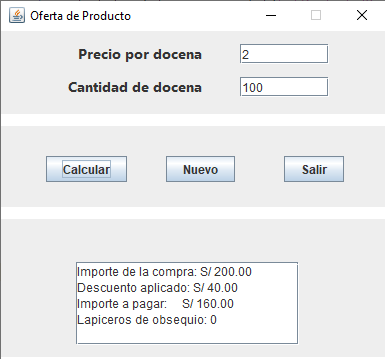 Oferta de Producto
Precio por docena 2
Cantidad de docena 100
Calcular Nuevo Salir
Importe de la compra: S/ 200.00
Descuento aplicado: S/ 40.00
Importe a pagar: S/ 160.00
Lapiceros de obsequio: 0